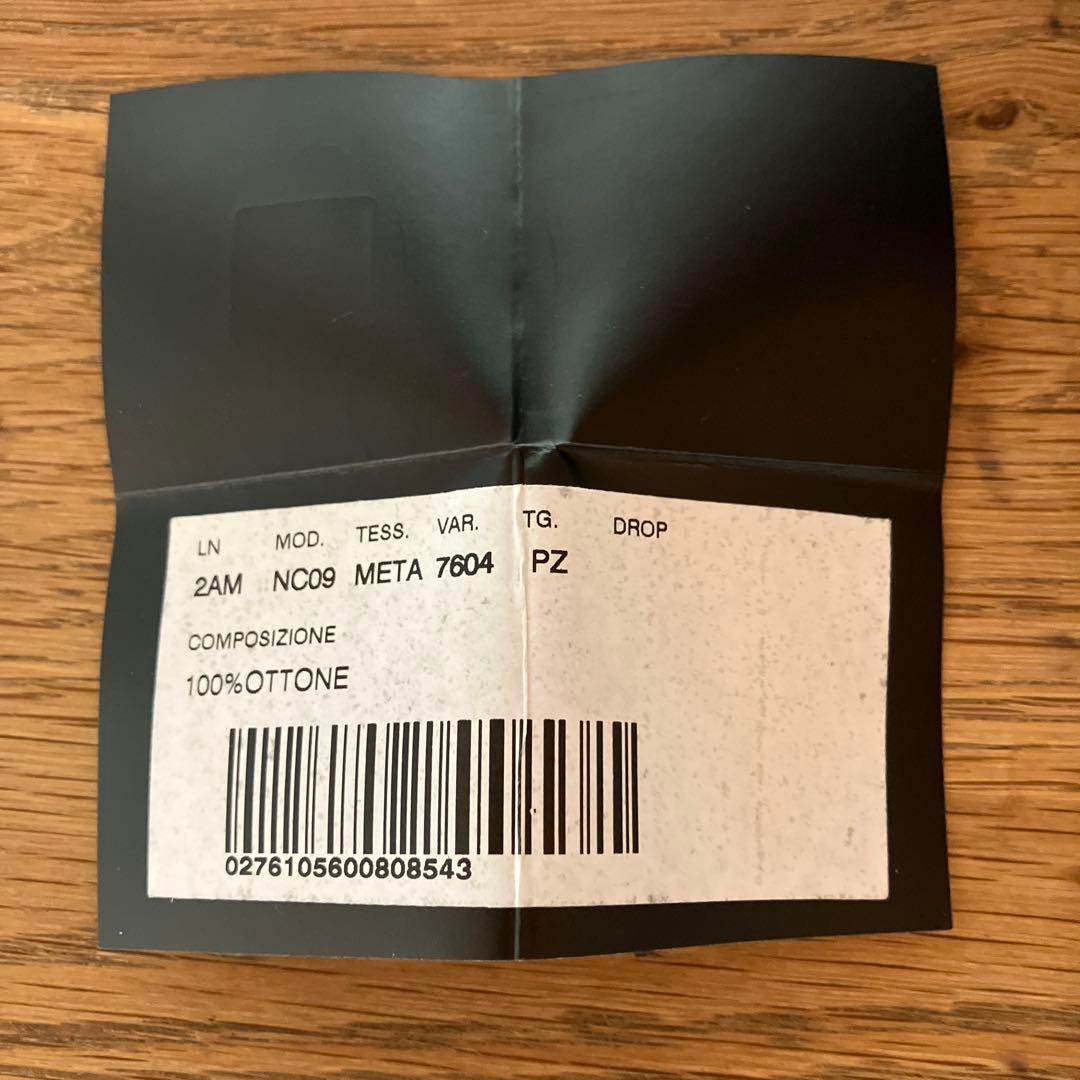 LN MOD. TESS. VAR. TG. DROP
2AM NC09 META 7604 PZ
COMPOSIZIONE
100%OTTONE
0276105600808543